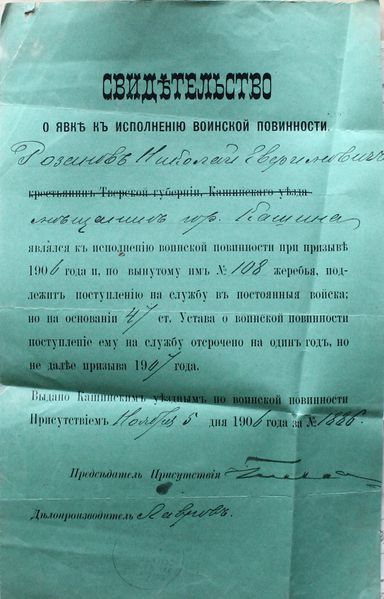 СВИДѢТЕЛЬСТВО
О ЯВКѢ КЪ ИСПОЛНЕНІЮ ВОИНСКОЙ ПОВИННОСТИ.
Розановъ Николай
крестьянинъ Тверской губерніи, Кашинскаго уѣзда
мѣщанинъ гор. Кашина
являлся къ исполненію воинской повинности при призывѣ
1906 года и, по вынутому имъ № 108 жеребья, под-
лежитъ поступленію на службу въ постоянныя войска;
но на основаніи 47 ст. Устава о воинской повинности
поступленіе ему на службу отсрочено на одинъ годъ, но
не далѣе призыва 1907 года.
Выдано Кашинскимъ уѣзднымъ по воинской повинности
Присутствіемъ Ноября 5 дня 1906 года за № 1826.
Предсѣдатель Присутствія
Дѣлопроизводитель Лавровъ.